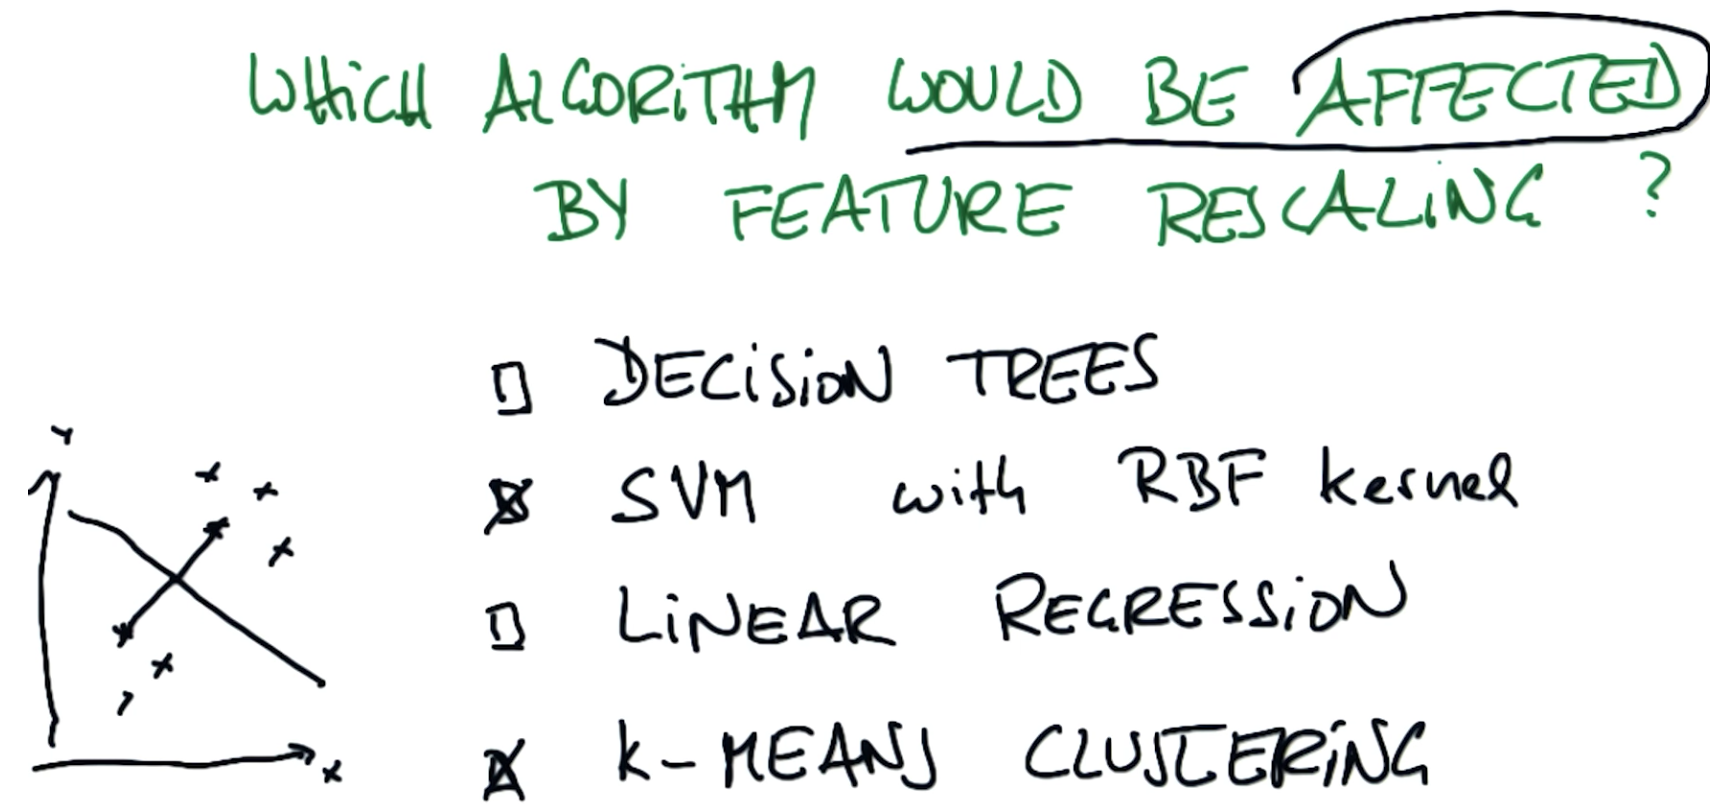 WHICH ALGORITHM WOULD BE AFFECTED
BY FEATURE RESCALING ?
DECISION TREES
SVM with RBF kernel
LINEAR REGRESSION
K-MEANS CLUSTERING
Y
X